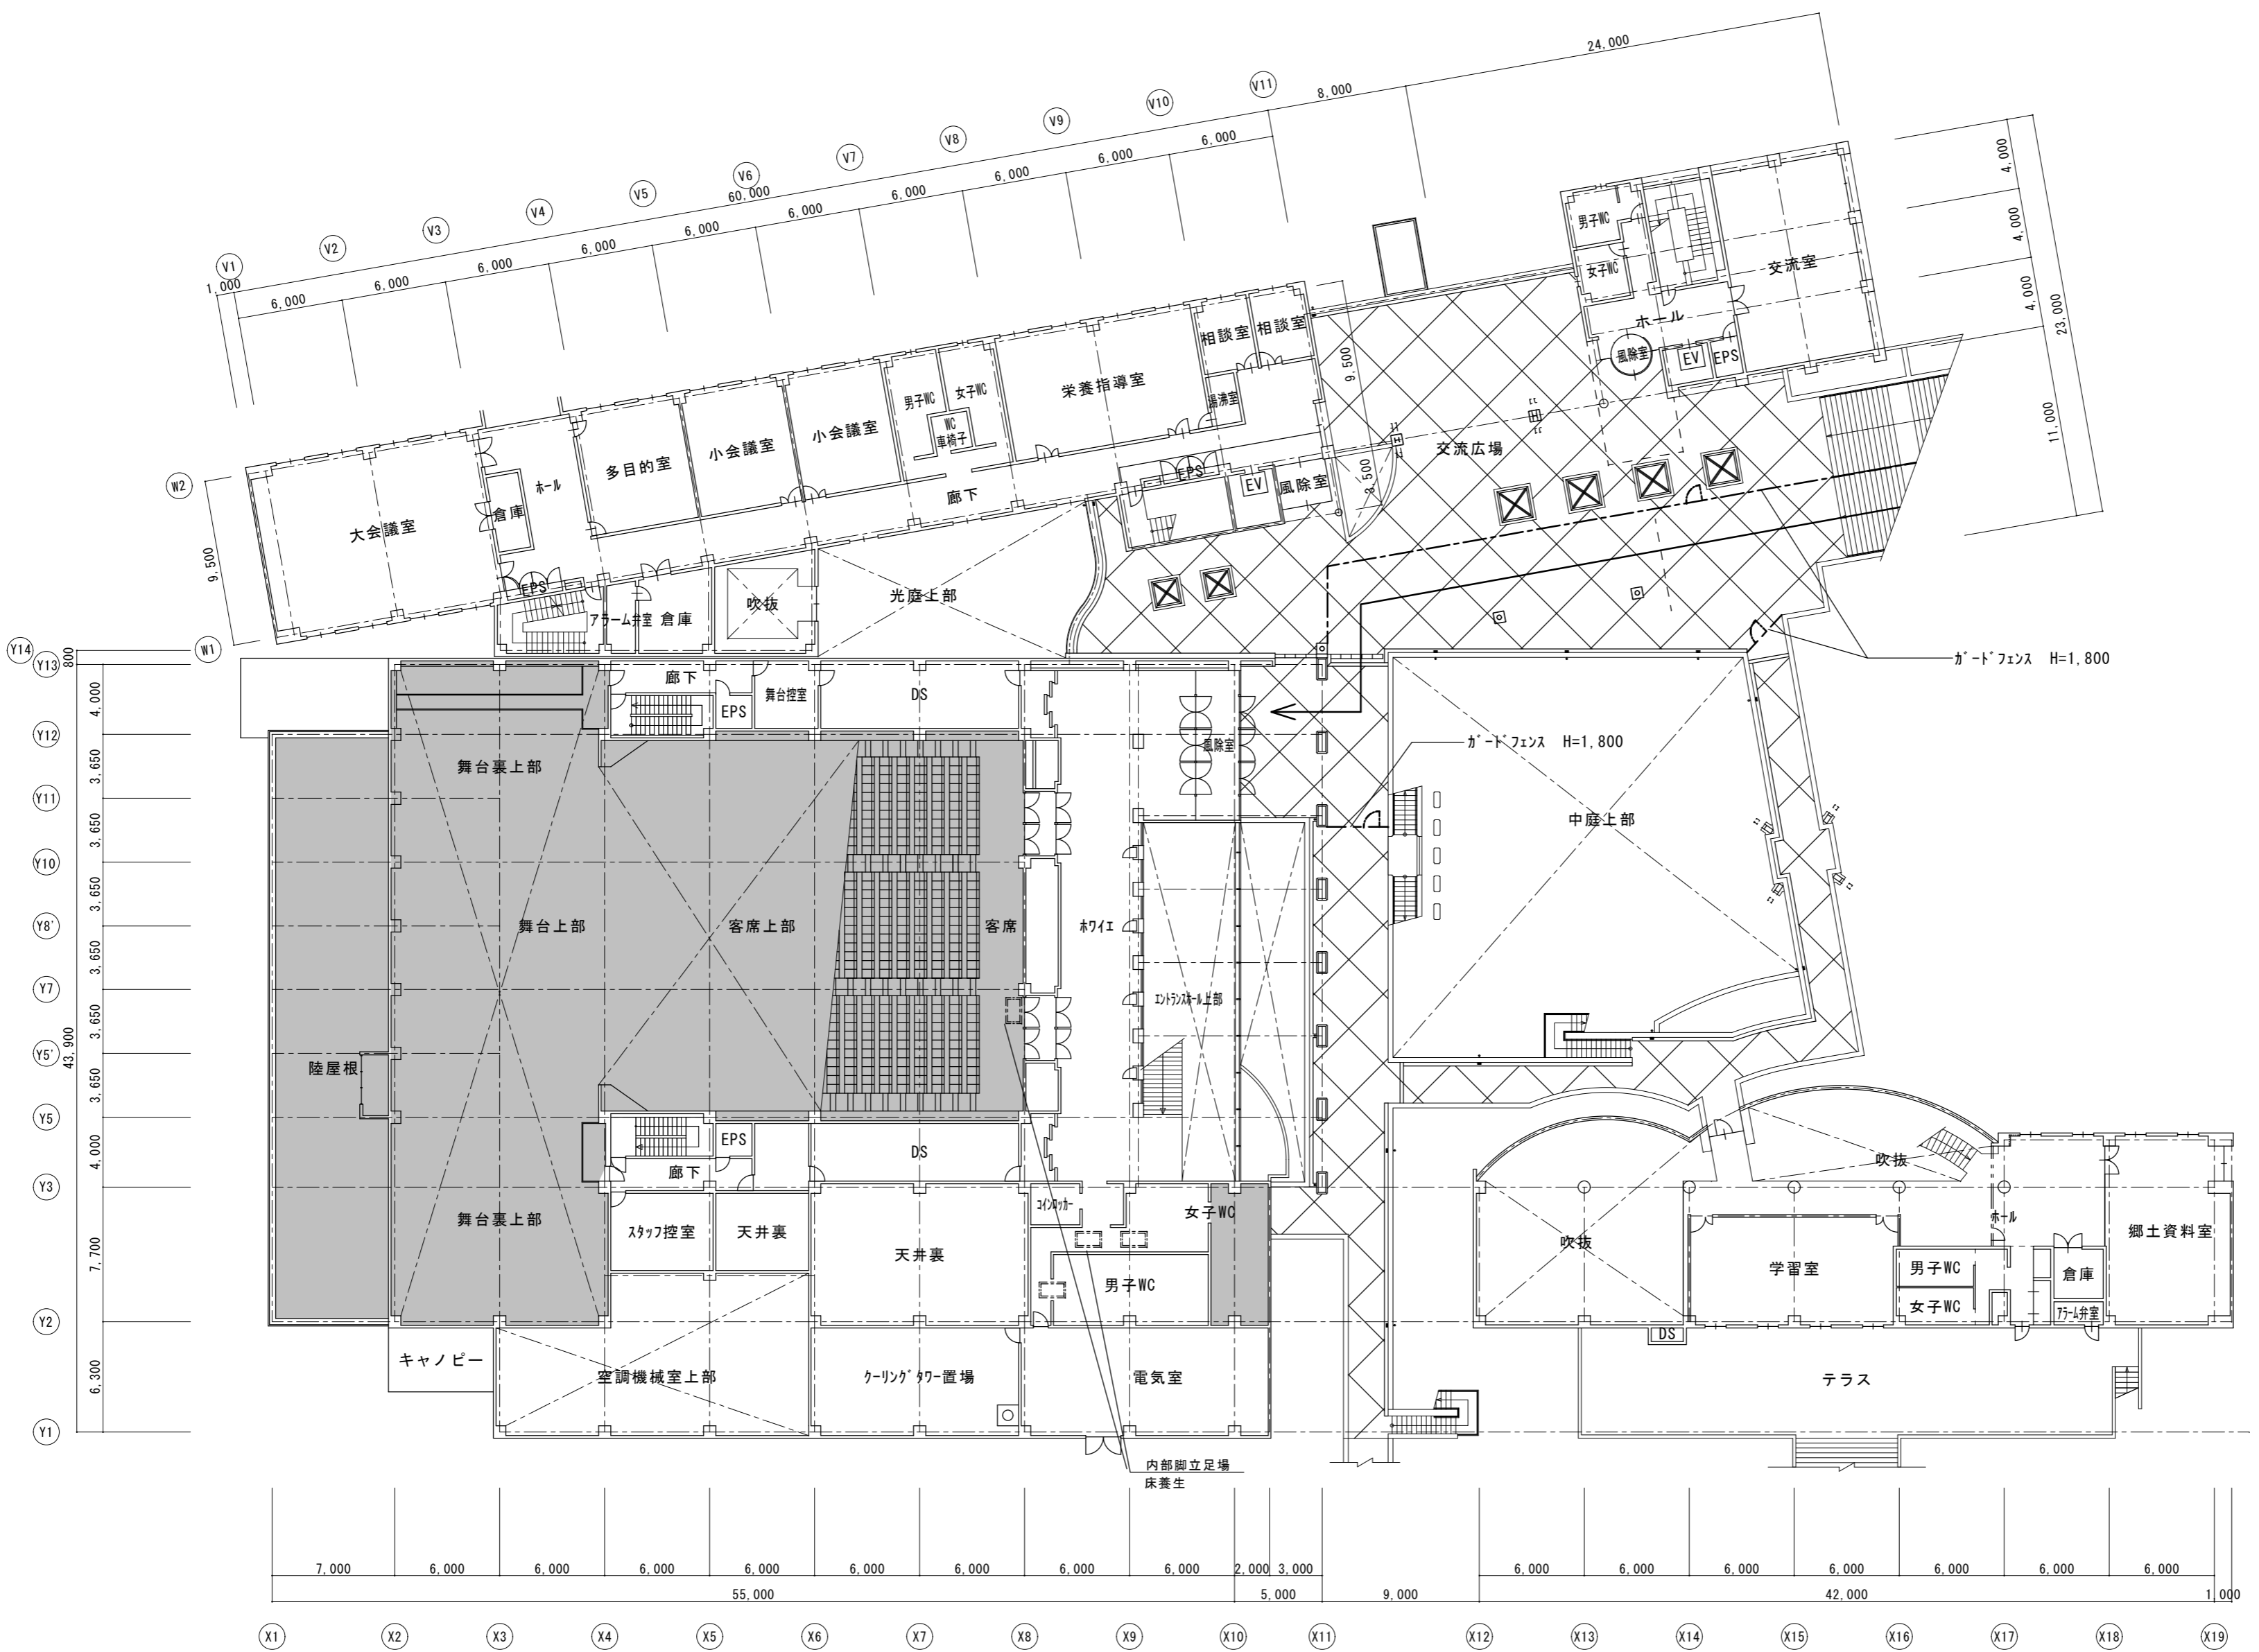 24,000
V11
8,000
V10
V9
6,000
V8
6,000
V7
6,000
V6
60,000
6,000
V5
6,000
V4
6,000
V3
6,000
V2
6,000
V1
6,000
1,000
6,000
4,000
4,000
4,000
23,000
11,000
男子WC
女子WC
交流室
ホール
風除室
EV
EPS
相談室
相談室
9,500
栄養指導室
湯沸室
男子WC
女子WC
WC
車椅子
小会議室
小会議室
多目的室
ホール
倉庫
大会議室
EPS
廊下
EPS
EV
風除室
3,500
交流広場
W2
9,500
アラーム弁室
倉庫
吹抜
光庭上部
W1
Y14
800
Y13
4,000
Y12
3,650
Y11
3,650
Y10
3,650
Y8'
3,650
Y7
3,650
43,900
Y5'
3,650
Y5
4,000
Y3
7,700
Y2
6,300
Y1
ガードフェンス H=1,800
廊下
舞台控室
EPS
DS
風除室
ガードフェンス H=1,800
舞台裏上部
中庭上部
舞台上部
客席上部
客席
ホワイエ
エントランスホール上部
陸屋根
EPS
DS
廊下
吹抜
舞台裏上部
スタッフ控室
天井裏
天井裏
コインロッカー
女子WC
男子WC
吹抜
学習室
ホール
男子WC
女子WC
倉庫
アラーム弁室
郷土資料室
DS
キャノピー
空調機械室上部
クーリングタワー置場
電気室
テラス
内部脚立足場
床養生
7,000
6,000
6,000
6,000
6,000
6,000
6,000
6,000
6,000
2,000
3,000
6,000
6,000
6,000
6,000
6,000
6,000
6,000
55,000
5,000
9,000
42,000
1,000
X1
X2
X3
X4
X5
X6
X7
X8
X9
X10
X11
X12
X13
X14
X15
X16
X17
X18
X19